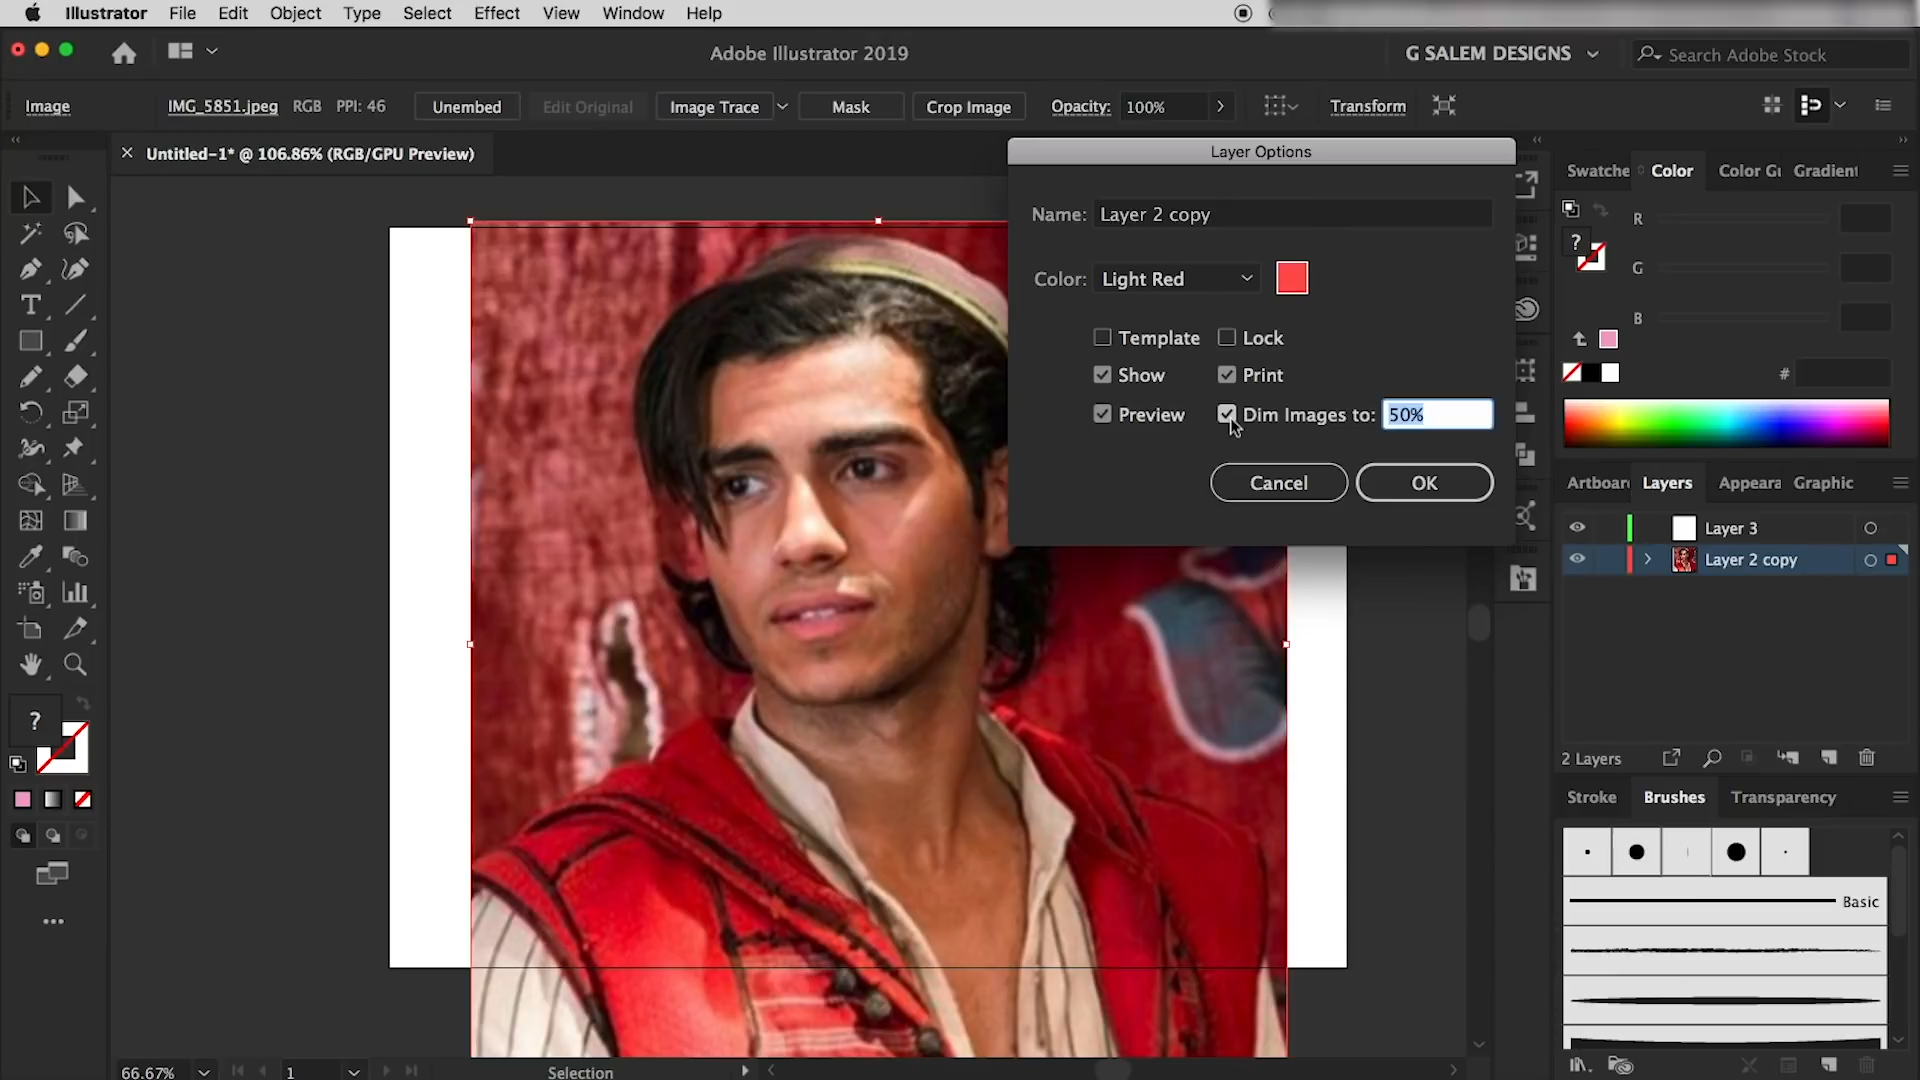 Illustrator File Edit Object Type Select Effect View Window Help
Adobe Illustrator 2019
G SALEM DESIGNS
Search Adobe Stock
Image IMG_5851.jpeg RGB PPI: 46 Unembed Edit Original Image Trace Mask Crop Image Opacity: 100% Transform
Untitled-1* @ 106.86% (RGB/GPU Preview)
Layer Options
Name: Layer 2 copy
Color: Light Red
Template Lock
Show Print
Preview Dim Images to: 50%
Cancel OK
Swatche Color Color Gu Gradient
R
G
B
#
Artboar Layers Appeara Graphic
Layer 3
Layer 2 copy
2 Layers
Stroke Brushes Transparency
Basic
66.67% 1 Selection